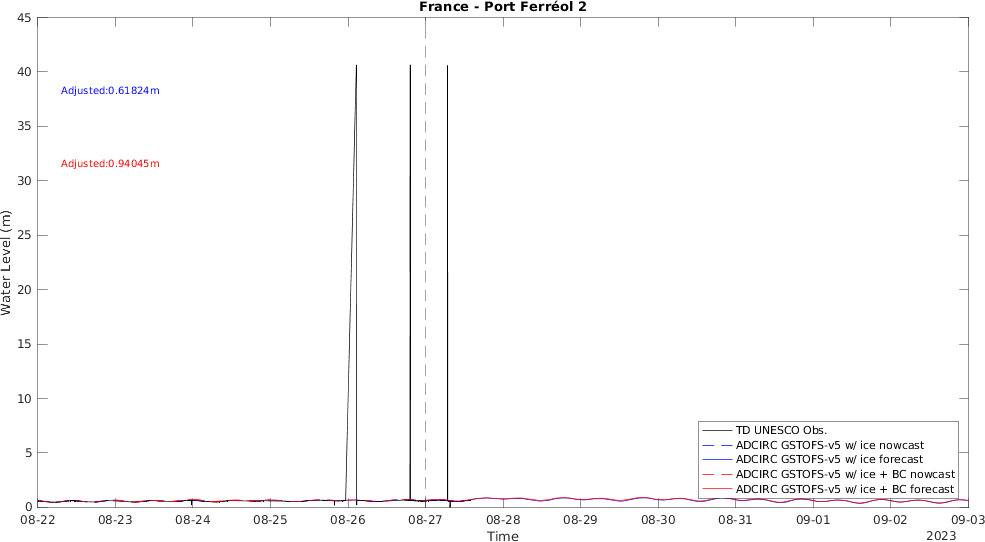 France - Port Ferréol 2
45
40
35
30
25
20
15
10
5
0
Water Level (m)
Adjusted:0.61824m
Adjusted:0.94045m
TD UNESCO Obs.
ADCIRC GSTOFS-v5 w/ ice nowcast
ADCIRC GSTOFS-v5 w/ ice forecast
ADCIRC GSTOFS-v5 w/ ice + BC nowcast
ADCIRC GSTOFS-v5 w/ ice + BC forecast
08-22 08-23 08-24 08-25 08-26 08-27 08-28 08-29 08-30 08-31 09-01 09-02 09-03
Time
2023